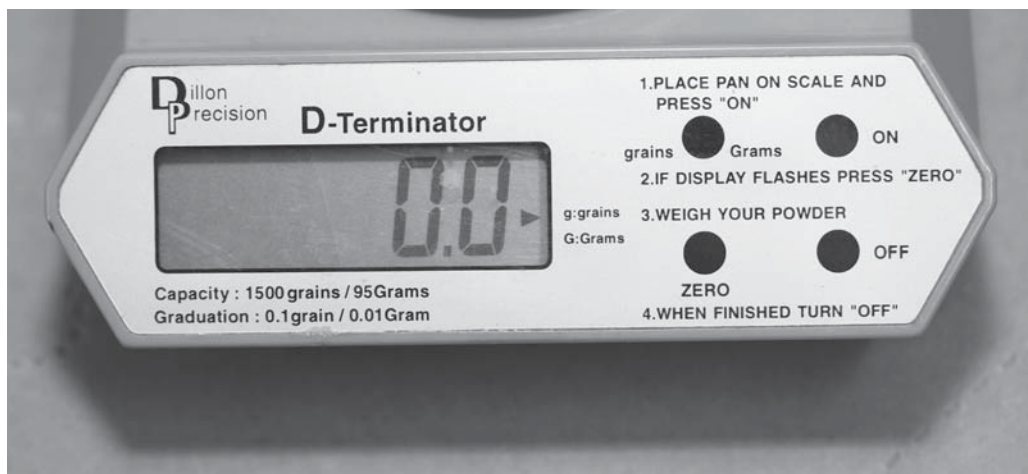 Dillon
Precision
D-Terminator
0.0
g:grains
G:Grams
Capacity : 1500 grains / 95Grams
Graduation : 0.1grain / 0.01Gram
1.PLACE PAN ON SCALE AND
PRESS "ON"
grains Grams ON
2.IF DISPLAY FLASHES PRESS "ZERO"
3.WEIGH YOUR POWDER
OFF
ZERO
4.WHEN FINISHED TURN "OFF"